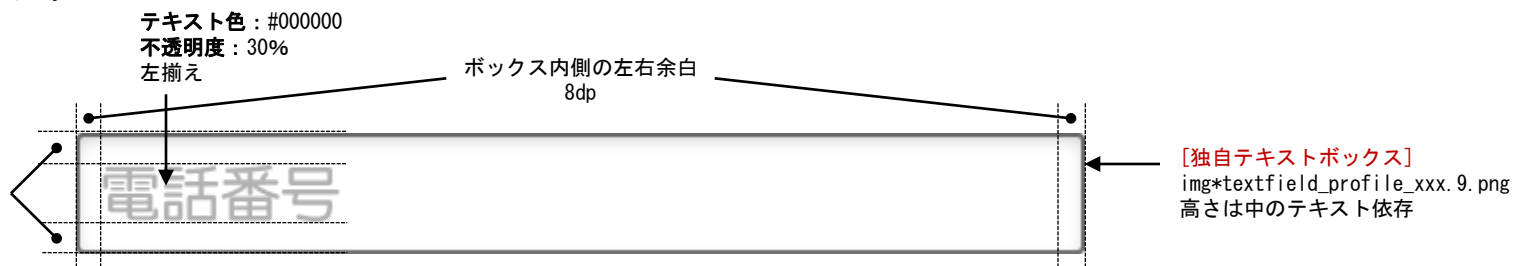 テキスト色：#000000
不透明度：30%
左揃え
ボックス内側の左右余白
8dp
電話番号
[独自テキストボックス]
img*textfield_profile_xxx.9.png
高さは中のテキスト依存